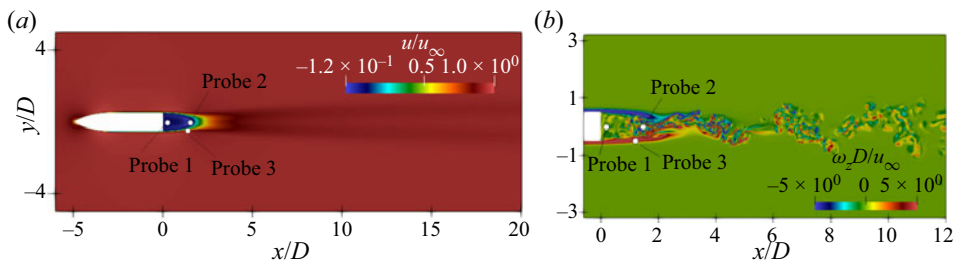 (a)
4
u/u∞
−1.2 × 10⁻¹ 0.5 1.0 × 10⁰
Probe 2
y/D
Probe 1
Probe 3
−4
−5 0 5 10 15 20
x/D
(b)
3
Probe 2
1
−1
Probe 1
Probe 3
ω_z D/u∞
−5 × 10⁰ 0 5 × 10⁰
−3
0 2 4 6 8 10 12
x/D